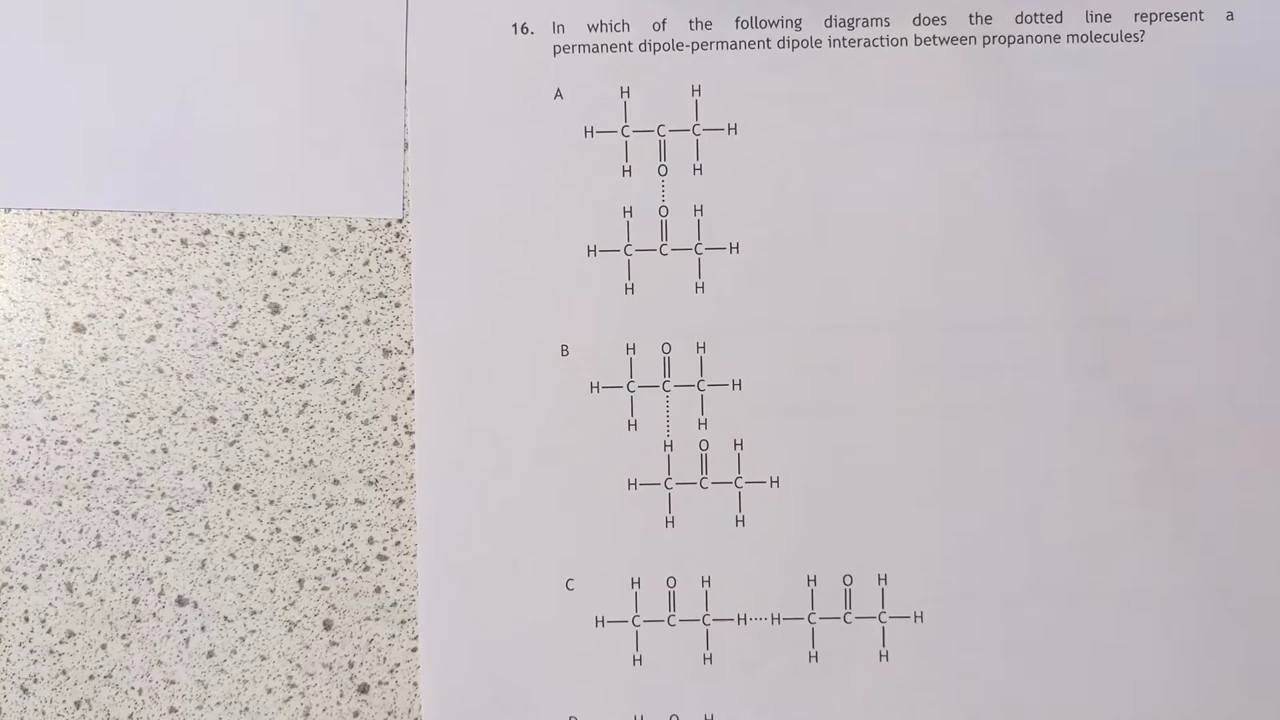 16. In which of the following diagrams does the dotted line represent a
permanent dipole-permanent dipole interaction between propanone molecules?
A
H H
H—C—C—C—H
H O H
H O H
H—C—C—C—H
H H
B
H O H
H—C—C—C—H
H H
H O H
H—C—C—C—H
H H
C
H O H H O H
H—C—C—C—H····H—C—C—C—H
H H H H